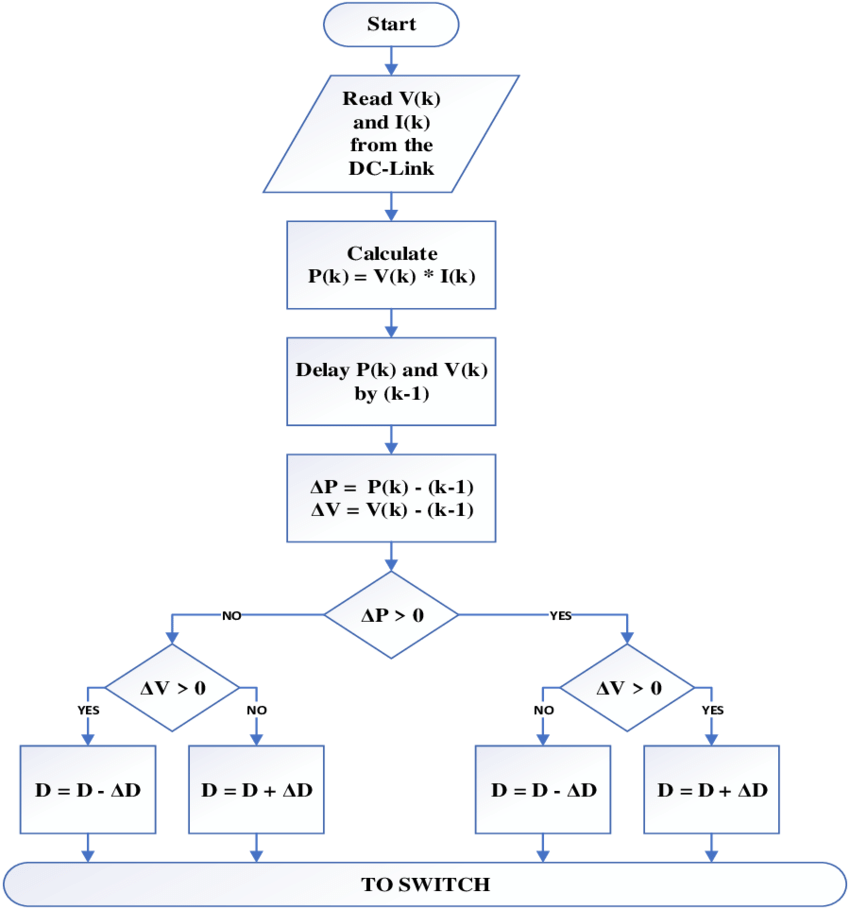 Start
Read V(k)
and I(k)
from the
DC-Link
Calculate
P(k) = V(k) * I(k)
Delay P(k) and V(k)
by (k-1)
ΔP = P(k) - (k-1)
ΔV = V(k) - (k-1)
NO
ΔP > 0
YES
ΔV > 0
ΔV > 0
YES
NO
NO
YES
D = D - ΔD
D = D + ΔD
D = D - ΔD
D = D + ΔD
TO SWITCH